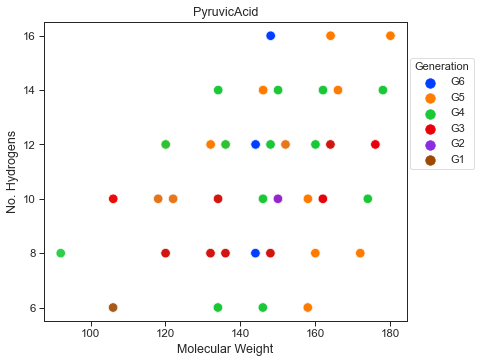 PyruvicAcid
16
14
12
10
8
6
No. Hydrogens
100
120
140
160
180
Molecular Weight
Generation
G6
G5
G4
G3
G2
G1